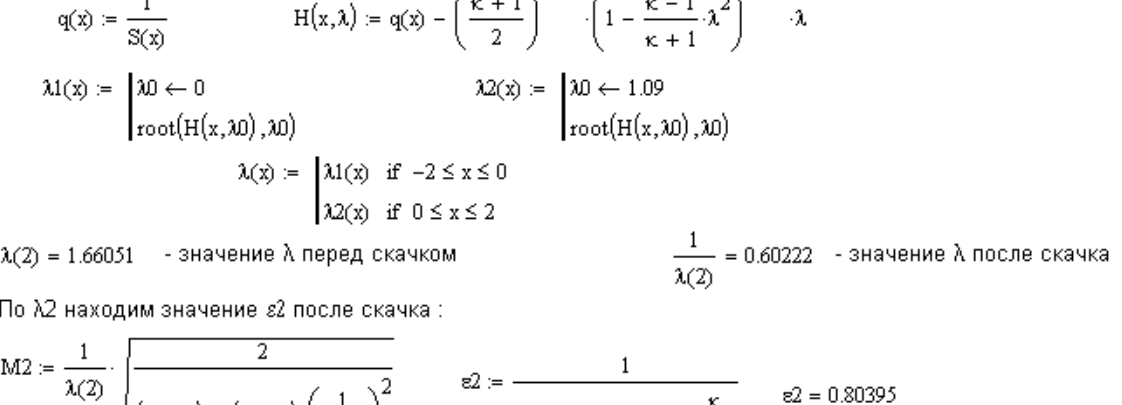 q(x) := 1/S(x)    H(x,λ) := q(x) − ((κ + 1)/2) · (1 − (κ − 1)/(κ + 1)·λ²) ·λ
λ1(x) := | λ0 ← 0    λ2(x) := | λ0 ← 1.09
root(H(x,λ0),λ0)    root(H(x,λ0),λ0)
λ(x) := | λ1(x) if −2 ≤ x ≤ 0
λ2(x) if 0 ≤ x ≤ 2
λ(2) = 1.66051 - значение λ перед скачком    1/λ(2) = 0.60222 - значение λ после скачка
По λ2 находим значение ε2 после скачка :
M2 := 1/λ(2) · √ 2    ε2 := 1    ε2 = 0.80395